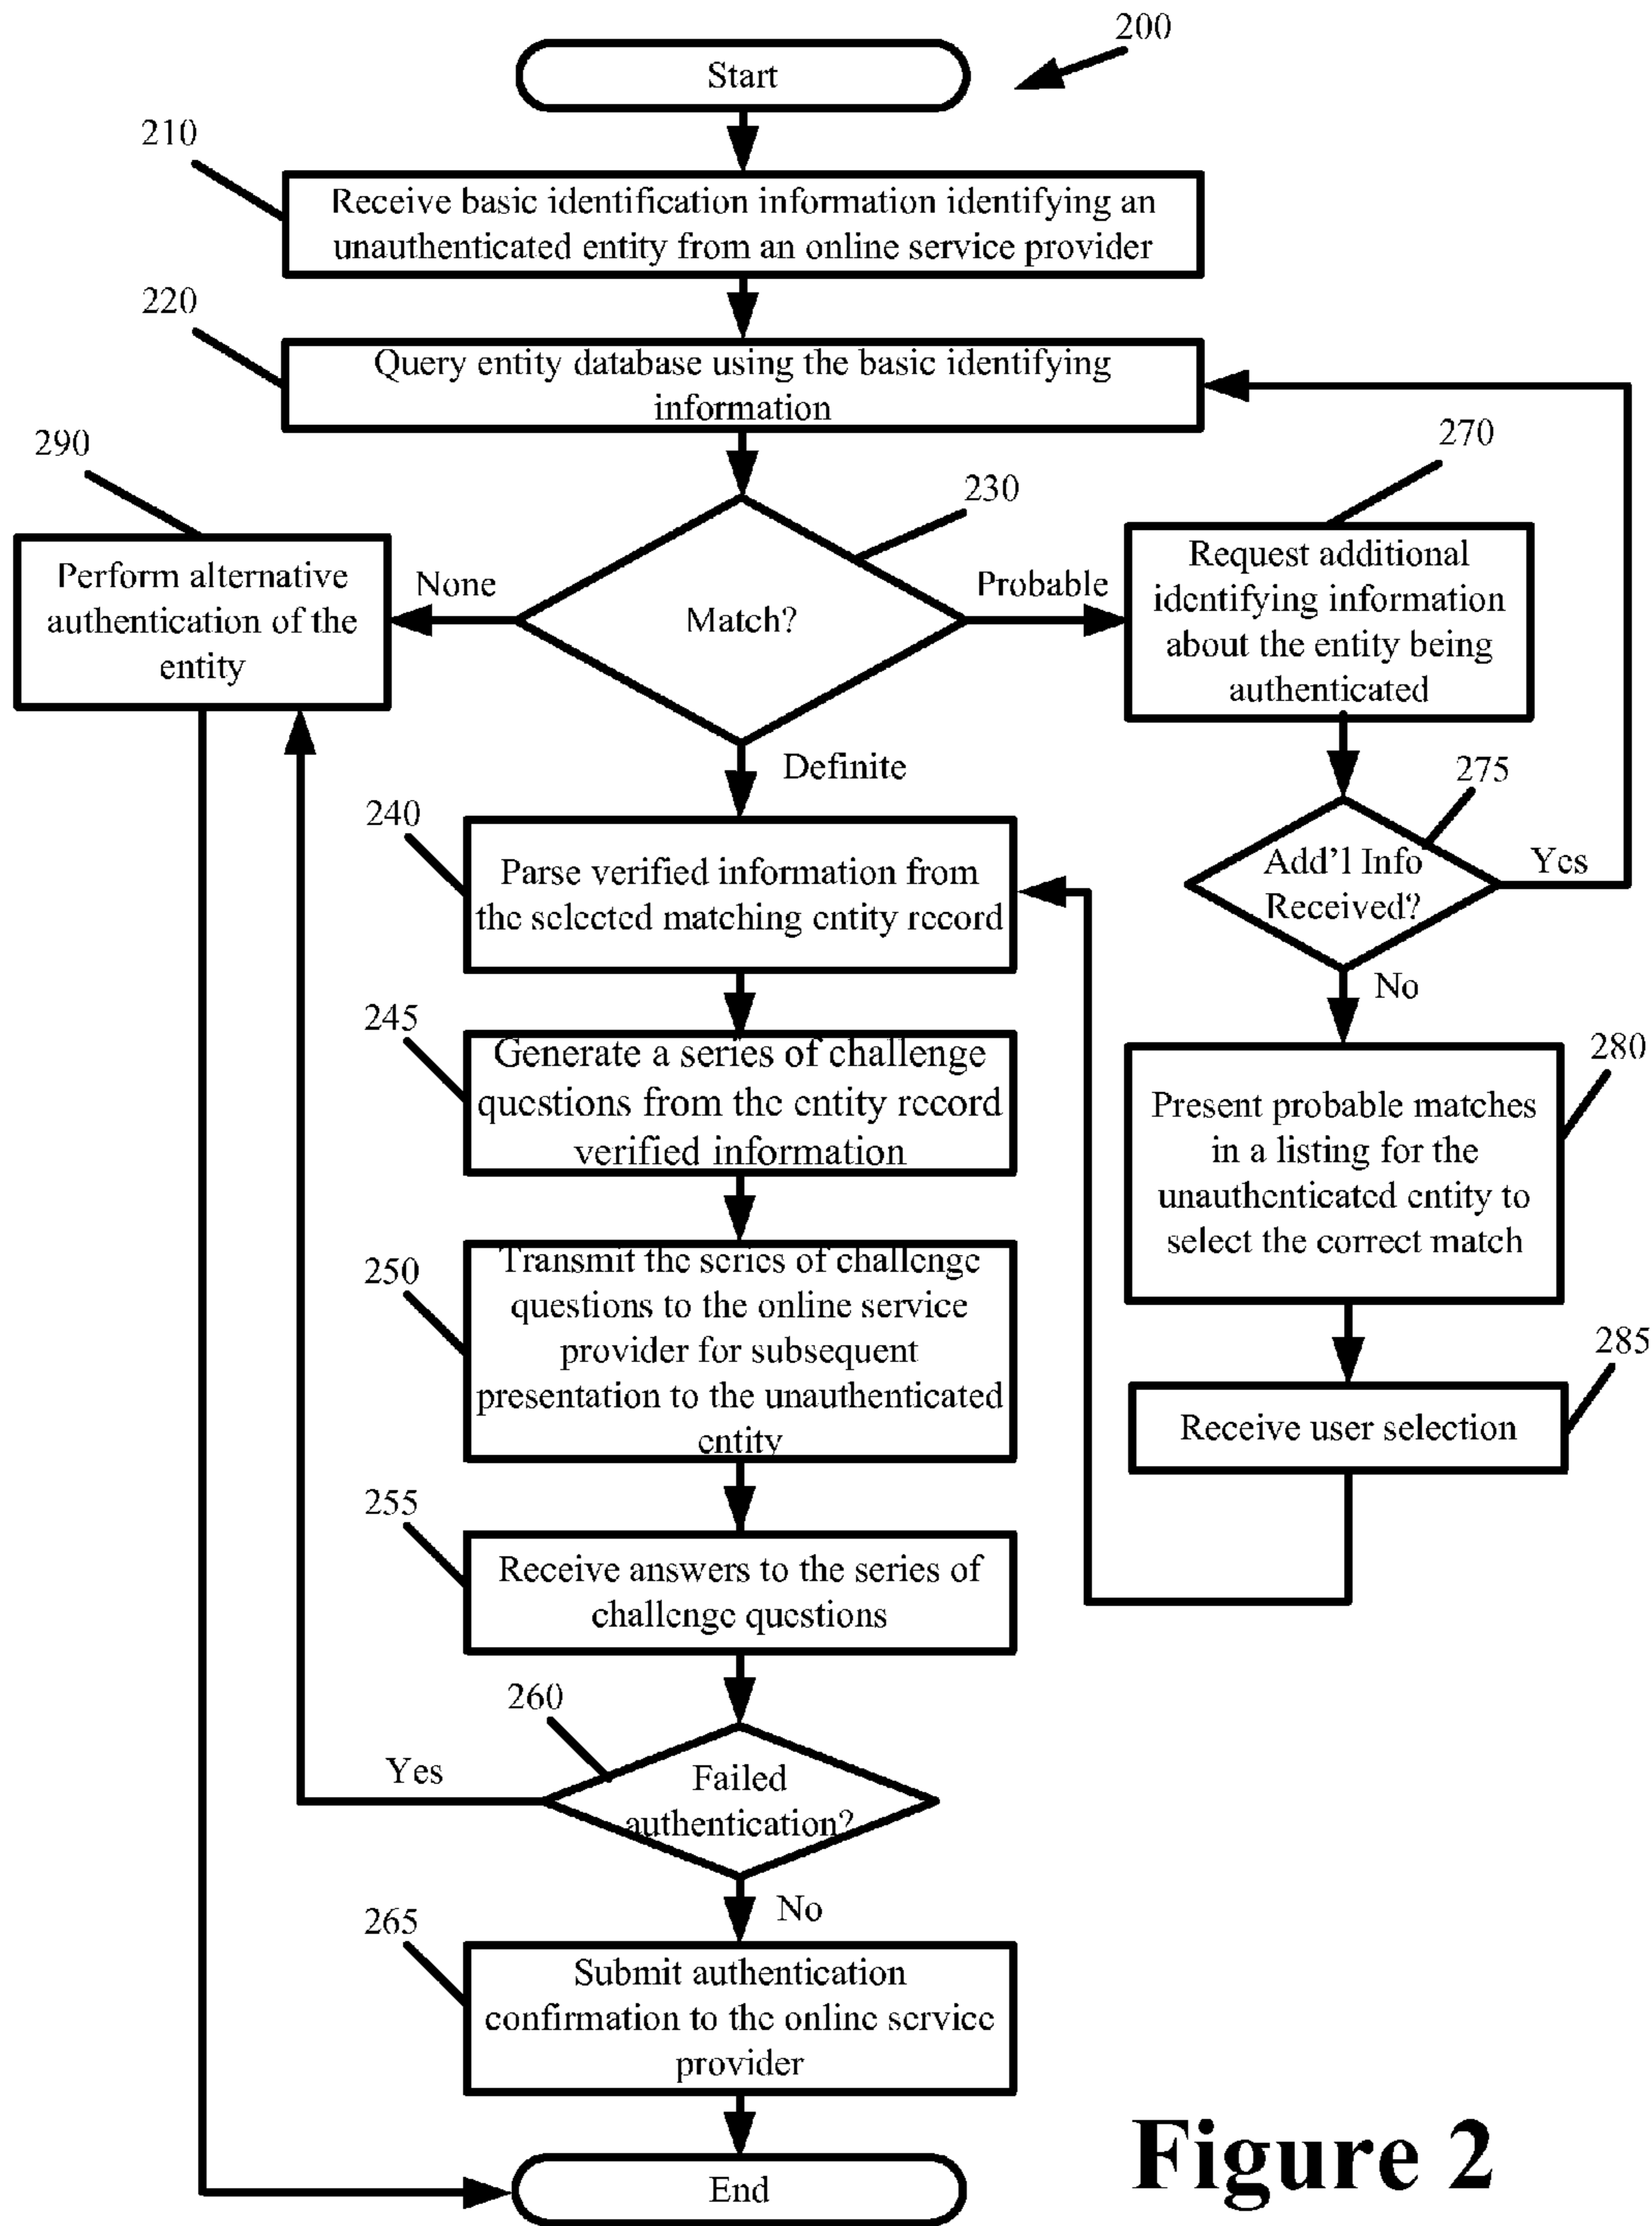 200
Start
210
Receive basic identification information identifying an
unauthenticated entity from an online service provider
220
Query entity database using the basic identifying
information
290
Perform alternative
authentication of the
entity
None
230
Match?
Probable
270
Request additional
identifying information
about the entity being
authenticated
Definite
275
Add'l Info
Received?
Yes
No
240
Parse verified information from
the selected matching entity record
245
Generate a series of challenge
questions from the entity record
verified information
280
Present probable matches
in a listing for the
unauthenticated entity to
select the correct match
250
Transmit the series of challenge
questions to the online service
provider for subsequent
presentation to the unauthenticated
entity
285
Receive user selection
255
Receive answers to the series of
challenge questions
260
Failed
authentication?
Yes
No
265
Submit authentication
confirmation to the online service
provider
End
Figure 2